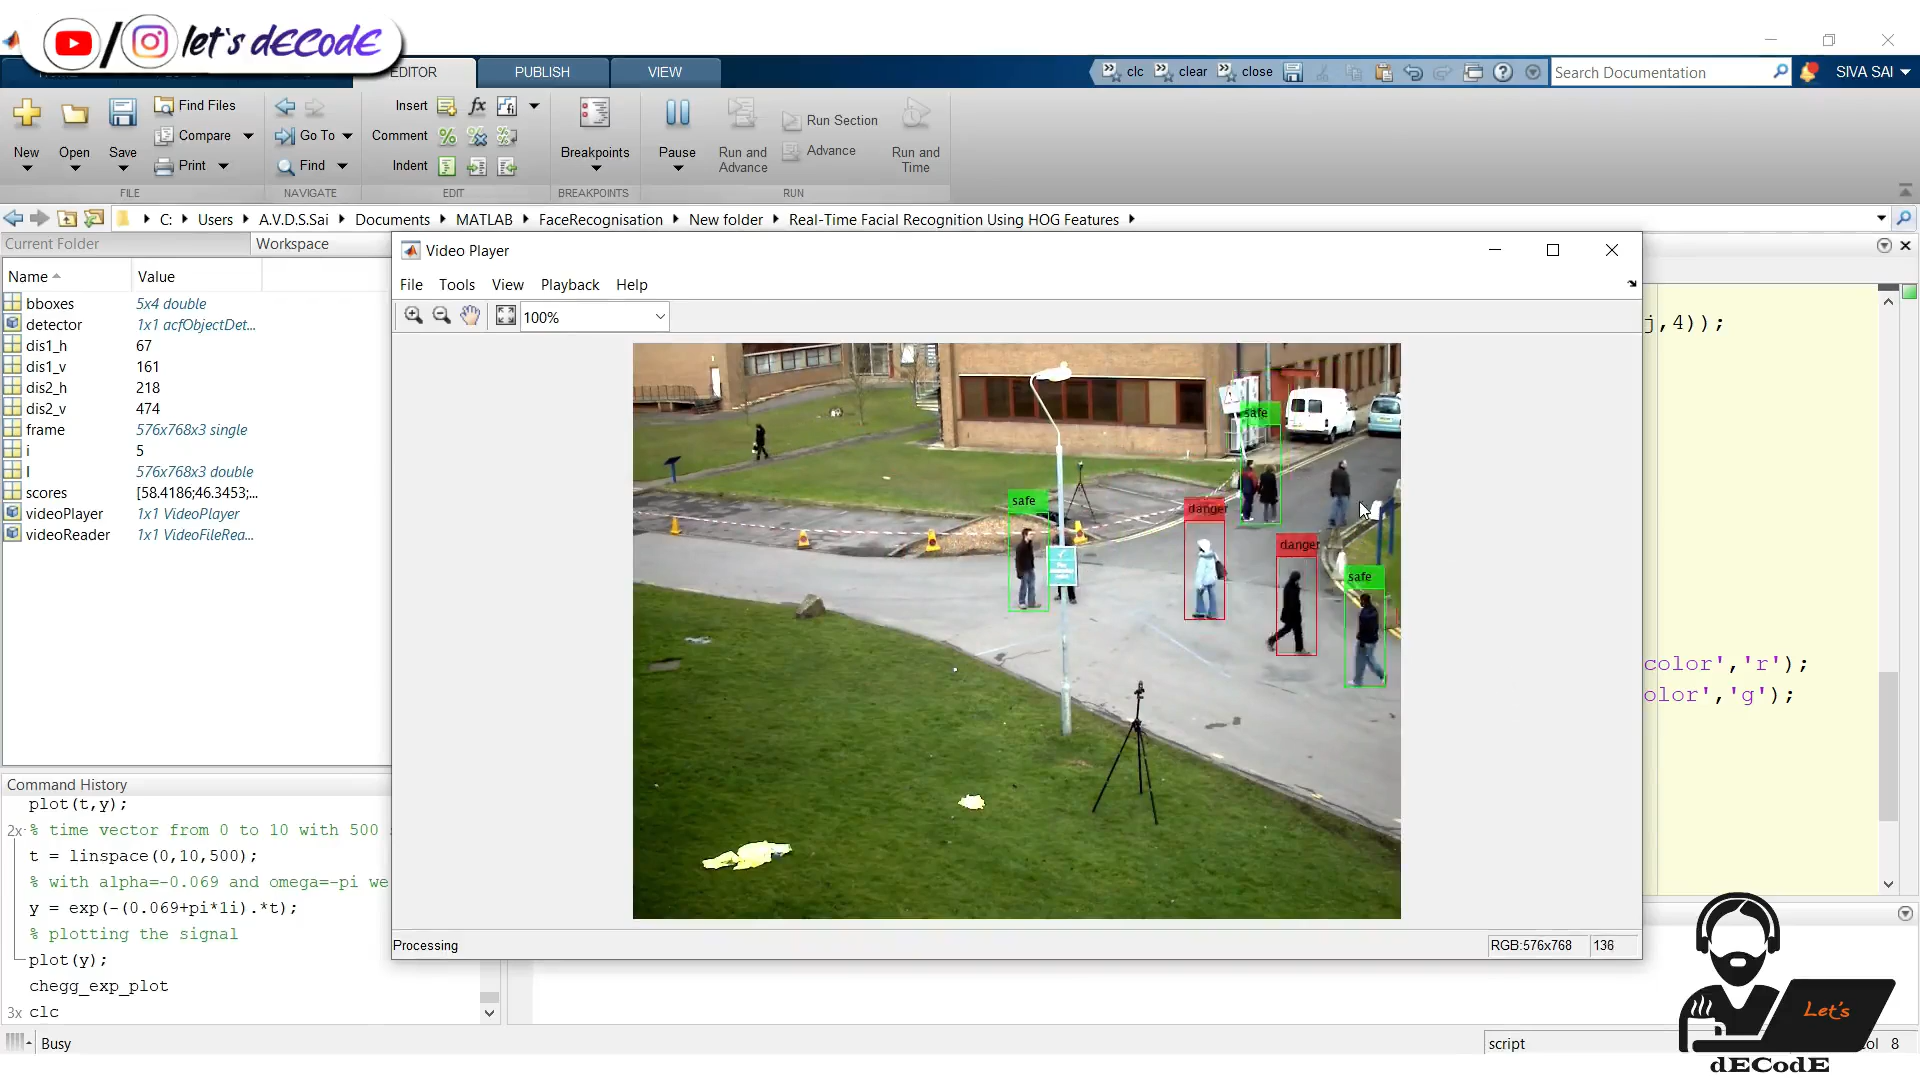 let's dECodE
EDITOR
PUBLISH
VIEW
clc
clear
close
Search Documentation
SIVA SAI
New
Open
Save
Find Files
Compare
Print
Go To
Find
Insert
fx
Comment
Indent
Breakpoints
Pause
Run and
Advance
Run Section
Advance
Run and
Time
FILE
NAVIGATE
EDIT
BREAKPOINTS
RUN
C:
Users
A.V.D.S.Sai
Documents
MATLAB
FaceRecognisation
New folder
Real-Time Facial Recognition Using HOG Features
Current Folder
Workspace
Name
Value
bboxes 5x4 double
detector 1x1 acfObjectDet...
dis1_h 67
dis1_v 161
dis2_h 218
dis2_v 474
frame 576x768x3 single
i 5
I 576x768x3 double
scores [58.4186;46.3453;...
videoPlayer 1x1 VideoPlayer
videoReader 1x1 VideoFileRea...
Video Player
File
Tools
View
Playback
Help
100%
safe
safe
danger
danger
safe
j,4));
color','r');
olor','g');
Command History
plot(t,y);
2x % time vector from 0 to 10 with 500
t = linspace(0,10,500);
% with alpha=-0.069 and omega=-pi we
y = exp(-(0.069+pi*1i).*t);
% plotting the signal
plot(y);
chegg_exp_plot
3x clc
Processing
RGB:576x768
136
Busy
script
ol 8
Let's
dECodE